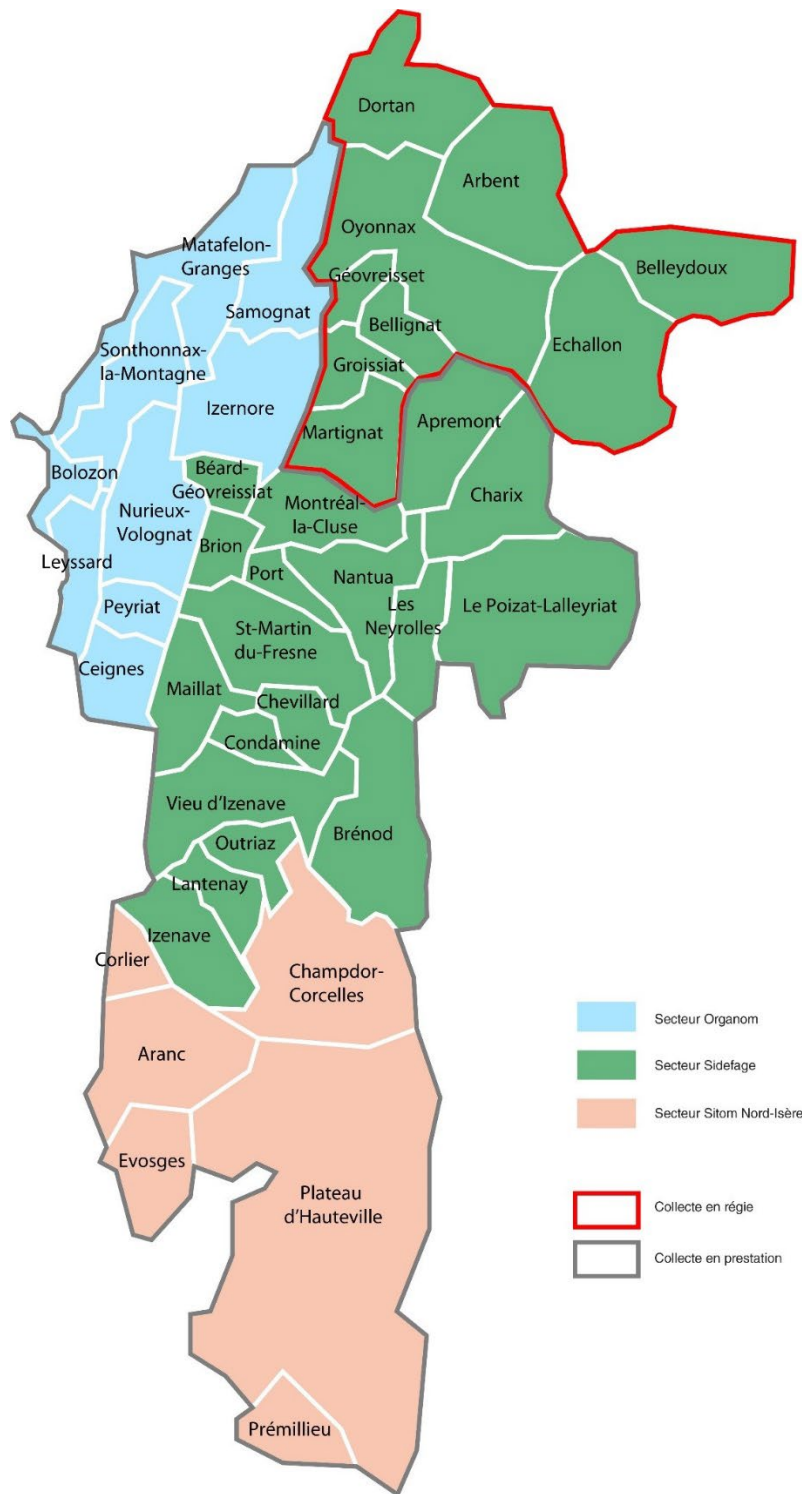 Dortan
Arbent
Oyonnax
Belleydoux
Matafelon-
Granges
Géovreisset
Echallon
Samognat
Bellignat
Sonthonnax-
la-Montagne
Groissiat
Izernore
Apremont
Martignat
Bolozon
Béard-
Géovreissiat
Charix
Nurieux-
Volognat
Montréal-
la-Cluse
Brion
Leyssard
Port
Nantua
Peyriat
Les
Neyrolles
Le Poizat-Lalleyriat
St-Martin
du-Fresne
Ceignes
Maillat
Chevillard
Condamine
Vieu d'Izenave
Brénod
Outriaz
Lantenay
Izenave
Corlier
Champdor-
Corcelles
Aranc
Evosges
Plateau
d'Hauteville
Prémillieu
Secteur Organom
Secteur Sidefage
Secteur Sitom Nord-Isère
Collecte en régie
Collecte en prestation